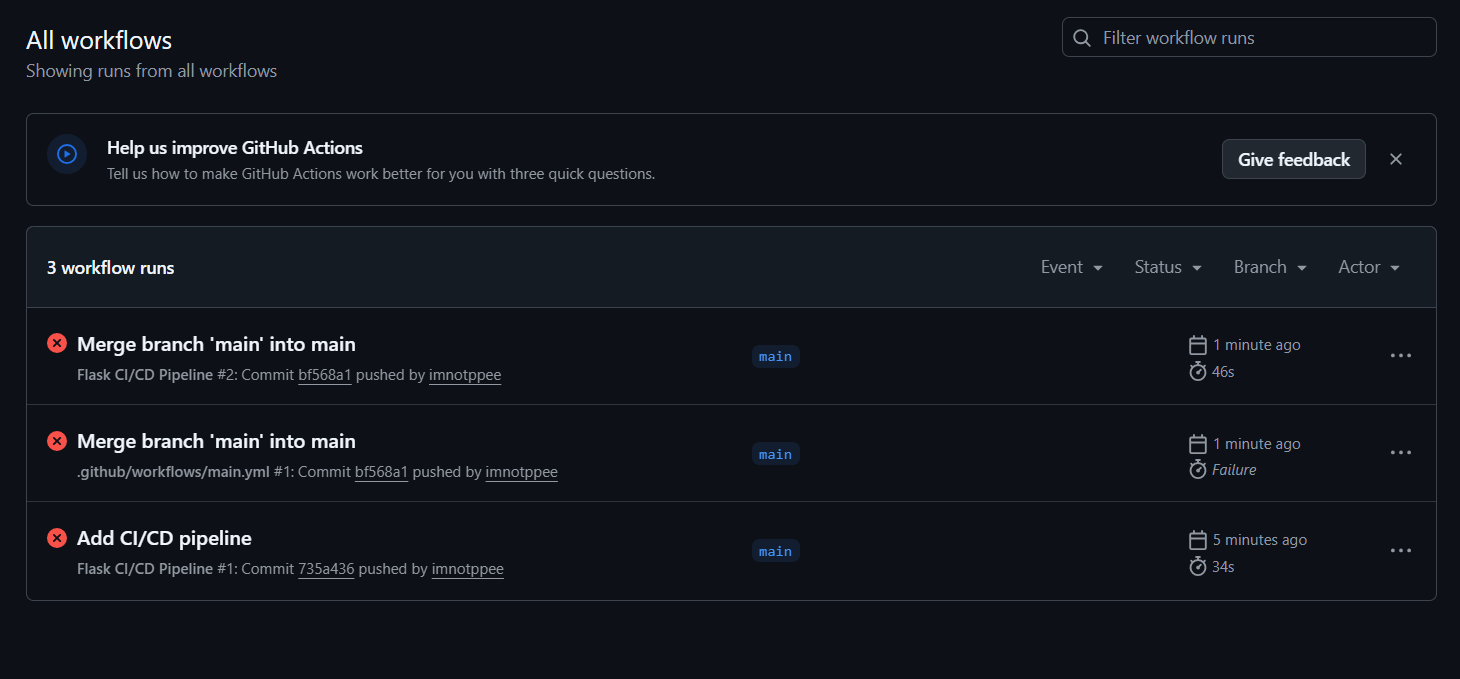 All workflows
Showing runs from all workflows
Filter workflow runs
Help us improve GitHub Actions
Tell us how to make GitHub Actions work better for you with three quick questions.
Give feedback
3 workflow runs
Event
Status
Branch
Actor
Merge branch 'main' into main
Flask CI/CD Pipeline #2: Commit bf568a1 pushed by imnotppee
main
1 minute ago
46s
Merge branch 'main' into main
.github/workflows/main.yml #1: Commit bf568a1 pushed by imnotppee
main
1 minute ago
Failure
Add CI/CD pipeline
Flask CI/CD Pipeline #1: Commit 735a436 pushed by imnotppee
main
5 minutes ago
34s